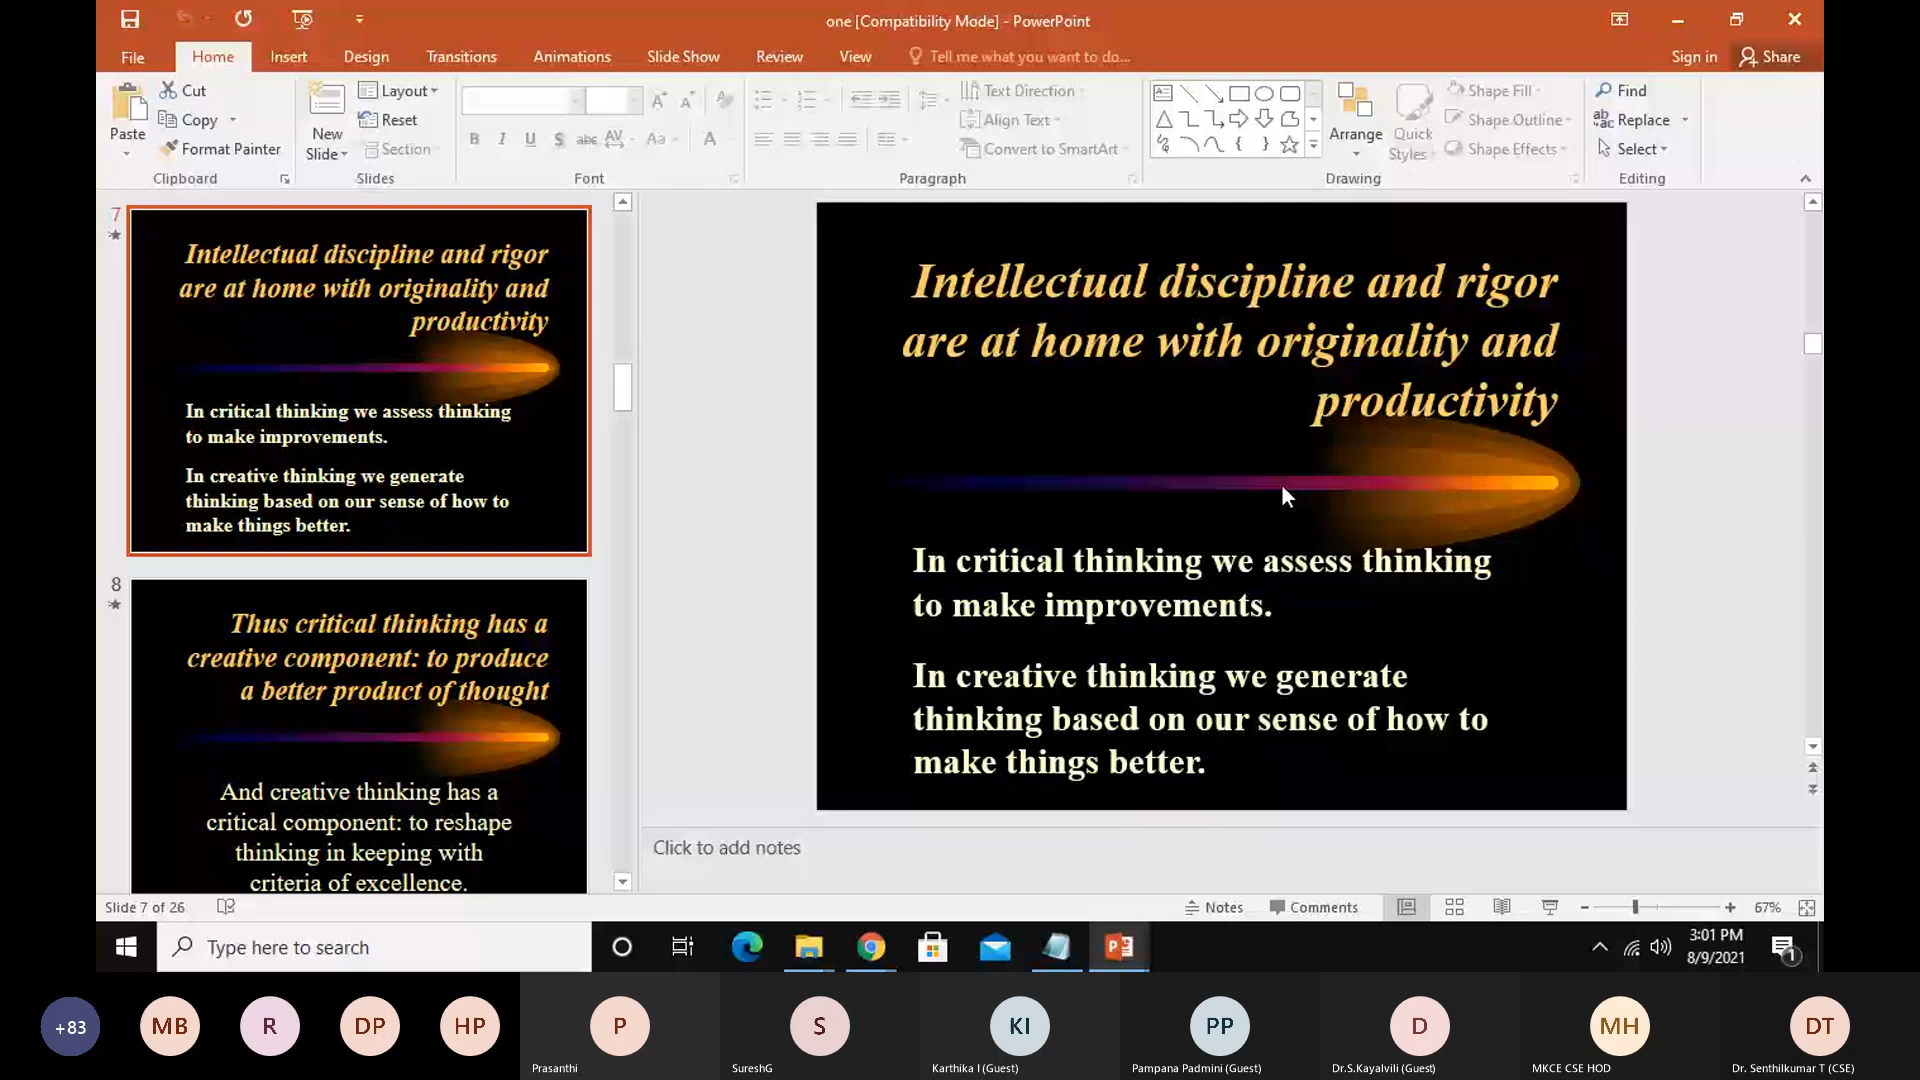 one [Compatibility Mode] - PowerPoint
File Home Insert Design Transitions Animations Slide Show Review View Tell me what you want to do... Sign in Share
Cut
Copy
Format Painter
Paste
Clipboard
New
Slide
Layout
Reset
Section
Slides
B I U S abc AV Aa A
Font
Text Direction
Align Text
Convert to SmartArt
Paragraph
Arrange
Quick
Styles
Shape Fill
Shape Outline
Shape Effects
Drawing
Find
Replace
Select
Editing
7
Intellectual discipline and rigor
are at home with originality and
productivity
In critical thinking we assess thinking
to make improvements.
In creative thinking we generate
thinking based on our sense of how to
make things better.
8
Thus critical thinking has a
creative component: to produce
a better product of thought
And creative thinking has a
critical component: to reshape
thinking in keeping with
criteria of excellence.
Intellectual discipline and rigor
are at home with originality and
productivity
In critical thinking we assess thinking
to make improvements.
In creative thinking we generate
thinking based on our sense of how to
make things better.
Click to add notes
Slide 7 of 26
Notes Comments 67%
Type here to search
3:01 PM
8/9/2021
1
+83 MB R DP HP P S KI PP D MH DT
Prasanthi SureshG Karthika I (Guest) Pampana Padmini (Guest) Dr.S.Kayalvili (Guest) MKCE CSE HOD Dr. Senthilkumar T (CSE)